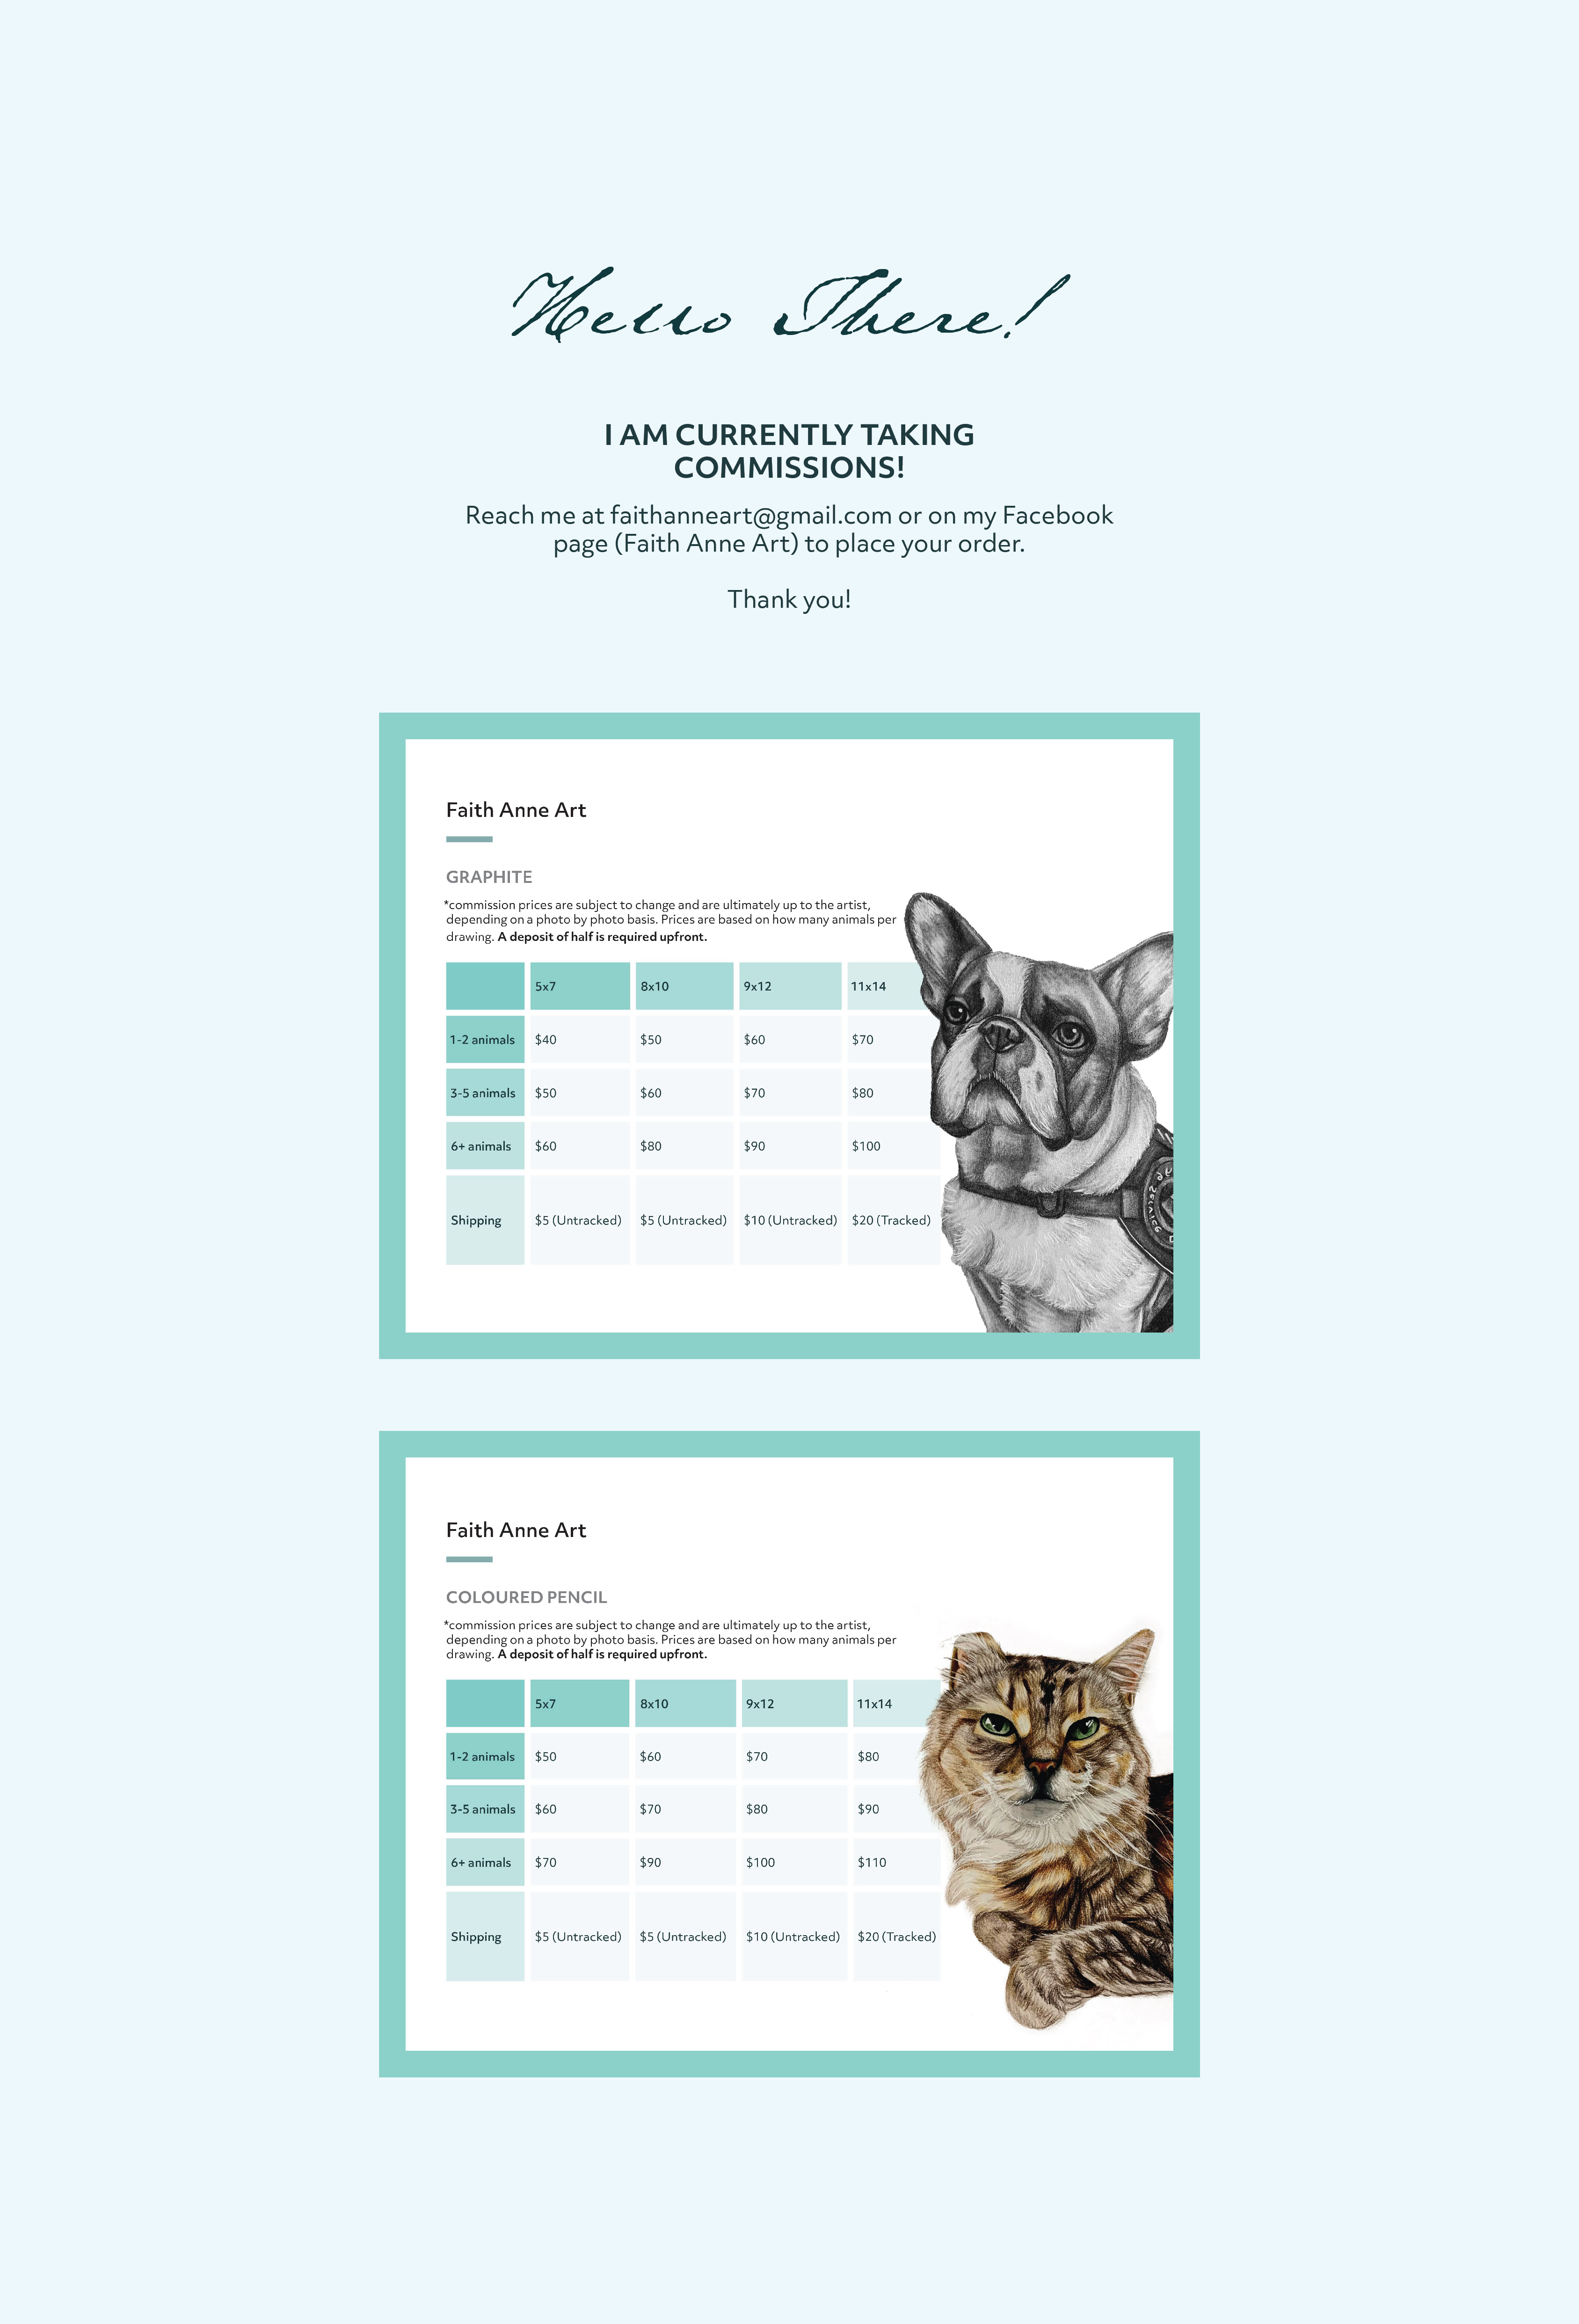 Hello There!
I AM CURRENTLY TAKING
COMMISSIONS!
Reach me at faithanneart@gmail.com or on my Facebook
page (Faith Anne Art) to place your order.
Thank you!
Faith Anne Art
GRAPHITE
*commission prices are subject to change and are ultimately up to the artist,
depending on a photo by photo basis. Prices are based on how many animals per
drawing. A deposit of half is required upfront.
5x7 8x10 9x12 11x14
1-2 animals $40 $50 $60 $70
3-5 animals $50 $60 $70 $80
6+ animals $60 $80 $90 $100
Shipping $5 (Untracked) $5 (Untracked) $10 (Untracked) $20 (Tracked)
Faith Anne Art
COLOURED PENCIL
*commission prices are subject to change and are ultimately up to the artist,
depending on a photo by photo basis. Prices are based on how many animals per
drawing. A deposit of half is required upfront.
5x7 8x10 9x12 11x14
1-2 animals $50 $60 $70 $80
3-5 animals $60 $70 $80 $90
6+ animals $70 $90 $100 $110
Shipping $5 (Untracked) $5 (Untracked) $10 (Untracked) $20 (Tracked)